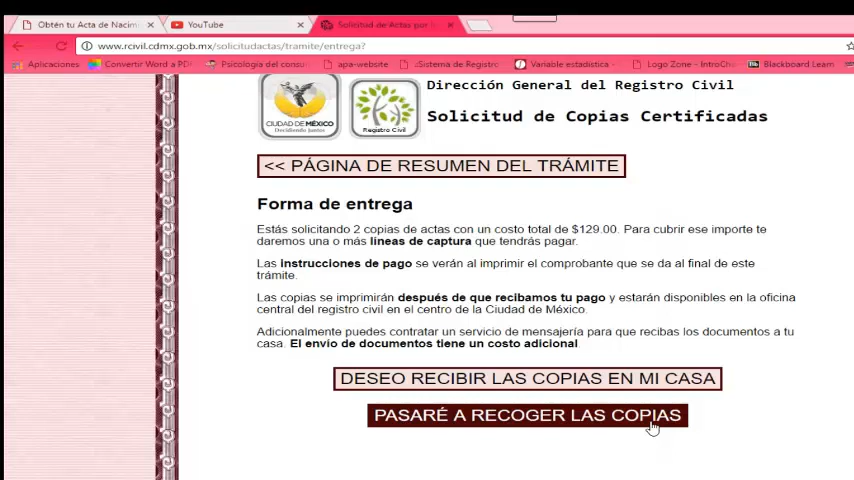 Obtén tu Acta de Nacim
YouTube
Solicitud de Actas por
www.rcivil.cdmx.gob.mx/solicitudactas/tramite/entrega?
Aplicaciones
Convertir Word a PDF
Psicología del consu
apa-website
.:Sistema de Registro
Variable estadística -
Logo Zone - IntroCho
Blackboard Learn
CIUDAD DE MÉXICO
Decidiendo Juntos
Registro Civil
Dirección General del Registro Civil
Solicitud de Copias Certificadas
<< PÁGINA DE RESUMEN DEL TRÁMITE
Forma de entrega
Estás solicitando 2 copias de actas con un costo total de $129.00. Para cubrir ese importe te
daremos una o más líneas de captura que tendrás pagar.
Las instrucciones de pago se verán al imprimir el comprobante que se da al final de este
trámite.
Las copias se imprimirán después de que recibamos tu pago y estarán disponibles en la oficina
central del registro civil en el centro de la Ciudad de México.
Adicionalmente puedes contratar un servicio de mensajería para que recibas los documentos a tu
casa. El envio de documentos tiene un costo adicional
DESEO RECIBIR LAS COPIAS EN MI CASA
PASARÉ A RECOGER LAS COPIAS